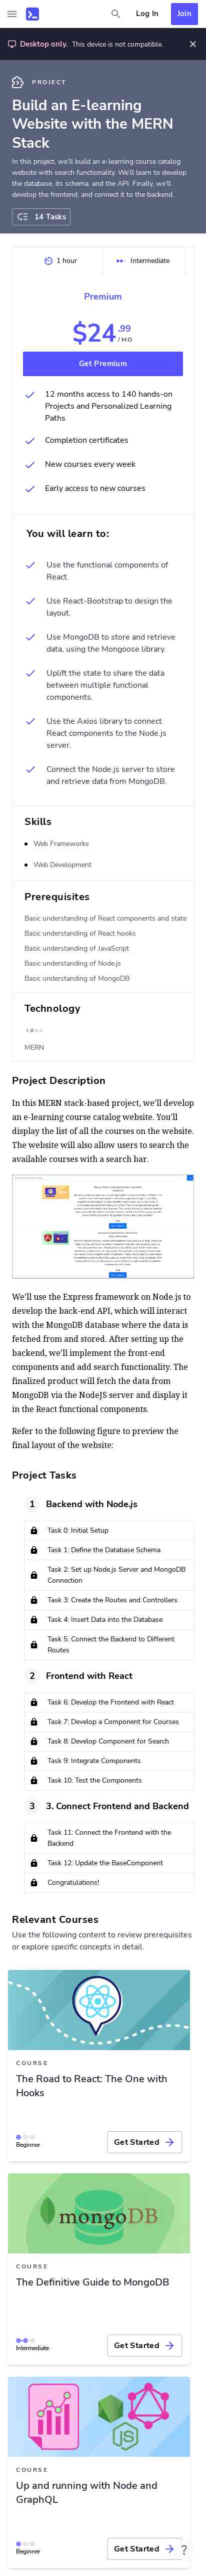 Log In
Join
Desktop only. This device is not compatible.
PROJECT
Build an E-learning
Website with the MERN
Stack
In this project, we'll build an e-learning course catalog
website with search functionality. We'll learn to develop
the database, its schema, and the API. Finally, we'll
develop the frontend, and connect it to the backend.
14 Tasks
1 hour
Intermediate
Premium
$24.99
/ MO
Get Premium
12 months access to 140 hands-on
Projects and Personalized Learning
Paths
Completion certificates
New courses every week
Early access to new courses
You will learn to:
Use the functional components of
React.
Use React-Bootstrap to design the
layout.
Use MongoDB to store and retrieve
data, using the Mongoose library.
Uplift the state to share the data
between multiple functional
components.
Use the Axios library to connect
React components to the Node.js
server.
Connect the Node.js server to store
and retrieve data from MongoDB.
Skills
Web Frameworks
Web Development
Prerequisites
Basic understanding of React components and state
Basic understanding of React hooks
Basic understanding of JavaScript
Basic understanding of Node.js
Basic understanding of MongoDB
Technology
MERN
Project Description
In this MERN stack-based project, we'll develop
an e-learning course catalog website. You'll
display the list of all the courses on the website.
The website will also allow users to search the
available courses with a search bar.
We'll use the Express framework on Node.js to
develop the back-end API, which will interact
with the MongoDB database where the data is
fetched from and stored. After setting up the
backend, we'll implement the front-end
components and add search functionality. The
finalized product will fetch the data from
MongoDB via the NodeJS server and display it
in the React functional components.
Refer to the following figure to preview the
final layout of the website:
Project Tasks
1 Backend with Node.js
Task 0: Initial Setup
Task 1: Define the Database Schema
Task 2: Set up Node.js Server and MongoDB
Connection
Task 3: Create the Routes and Controllers
Task 4: Insert Data into the Database
Task 5: Connect the Backend to Different
Routes
2 Frontend with React
Task 6: Develop the Frontend with React
Task 7: Develop a Component for Courses
Task 8: Develop Component for Search
Task 9: Integrate Components
Task 10: Test the Components
3 3. Connect Frontend and Backend
Task 11: Connect the Frontend with the
Backend
Task 12: Update the BaseComponent
Congratulations!
Relevant Courses
Use the following content to review prerequisites
or explore specific concepts in detail.
COURSE
The Road to React: The One with
Hooks
Beginner
Get Started
mongoDB
COURSE
The Definitive Guide to MongoDB
Intermediate
Get Started
COURSE
Up and running with Node and
GraphQL
Beginner
Get Started
?